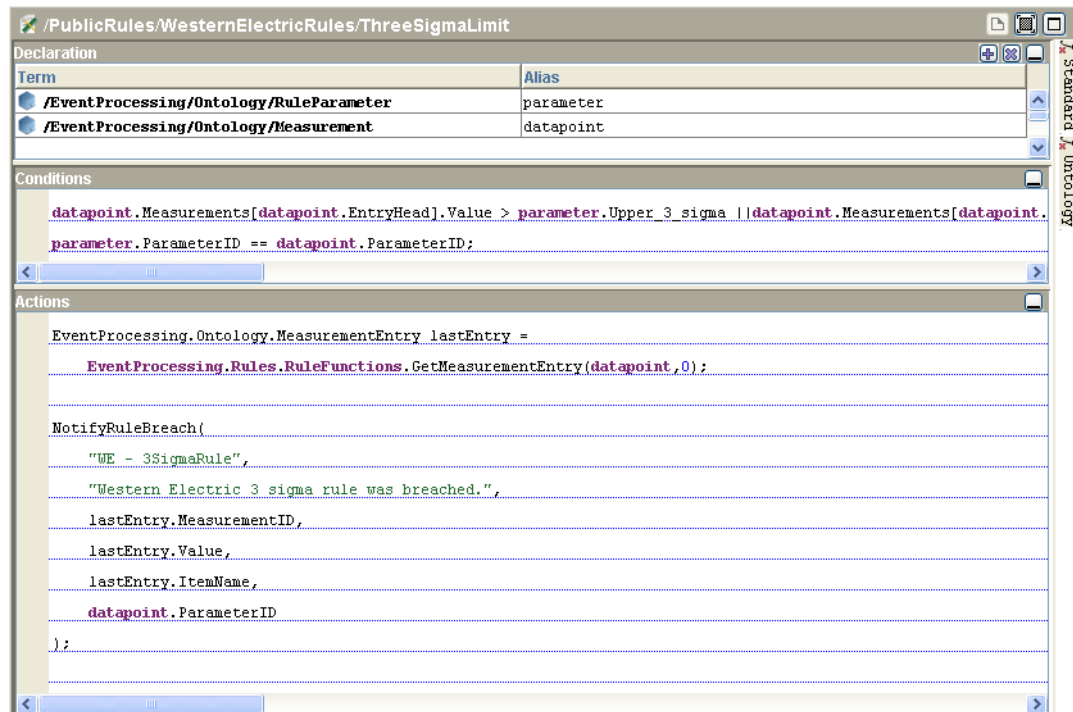 /PublicRules/WesternElectricRules/ThreeSigmaLimit
Declaration
Term Alias
/EventProcessing/Ontology/RuleParameter parameter
/EventProcessing/Ontology/Measurement datapoint
Conditions
datapoint.Measurements[datapoint.EntryHead].Value > parameter.Upper_3_sigma ||datapoint.Measurements[datapoint.
parameter.ParameterID == datapoint.ParameterID;
Actions
EventProcessing.Ontology.MeasurementEntry lastEntry =
EventProcessing.Rules.RuleFunctions.GetMeasurementEntry(datapoint,0);
NotifyRuleBreach(
"WE - 3SigmaRule",
"Western Electric 3 sigma rule was breached.",
lastEntry.MeasurementID,
lastEntry.Value,
lastEntry.ItemName,
datapoint.ParameterID
);
Standard
Ontology